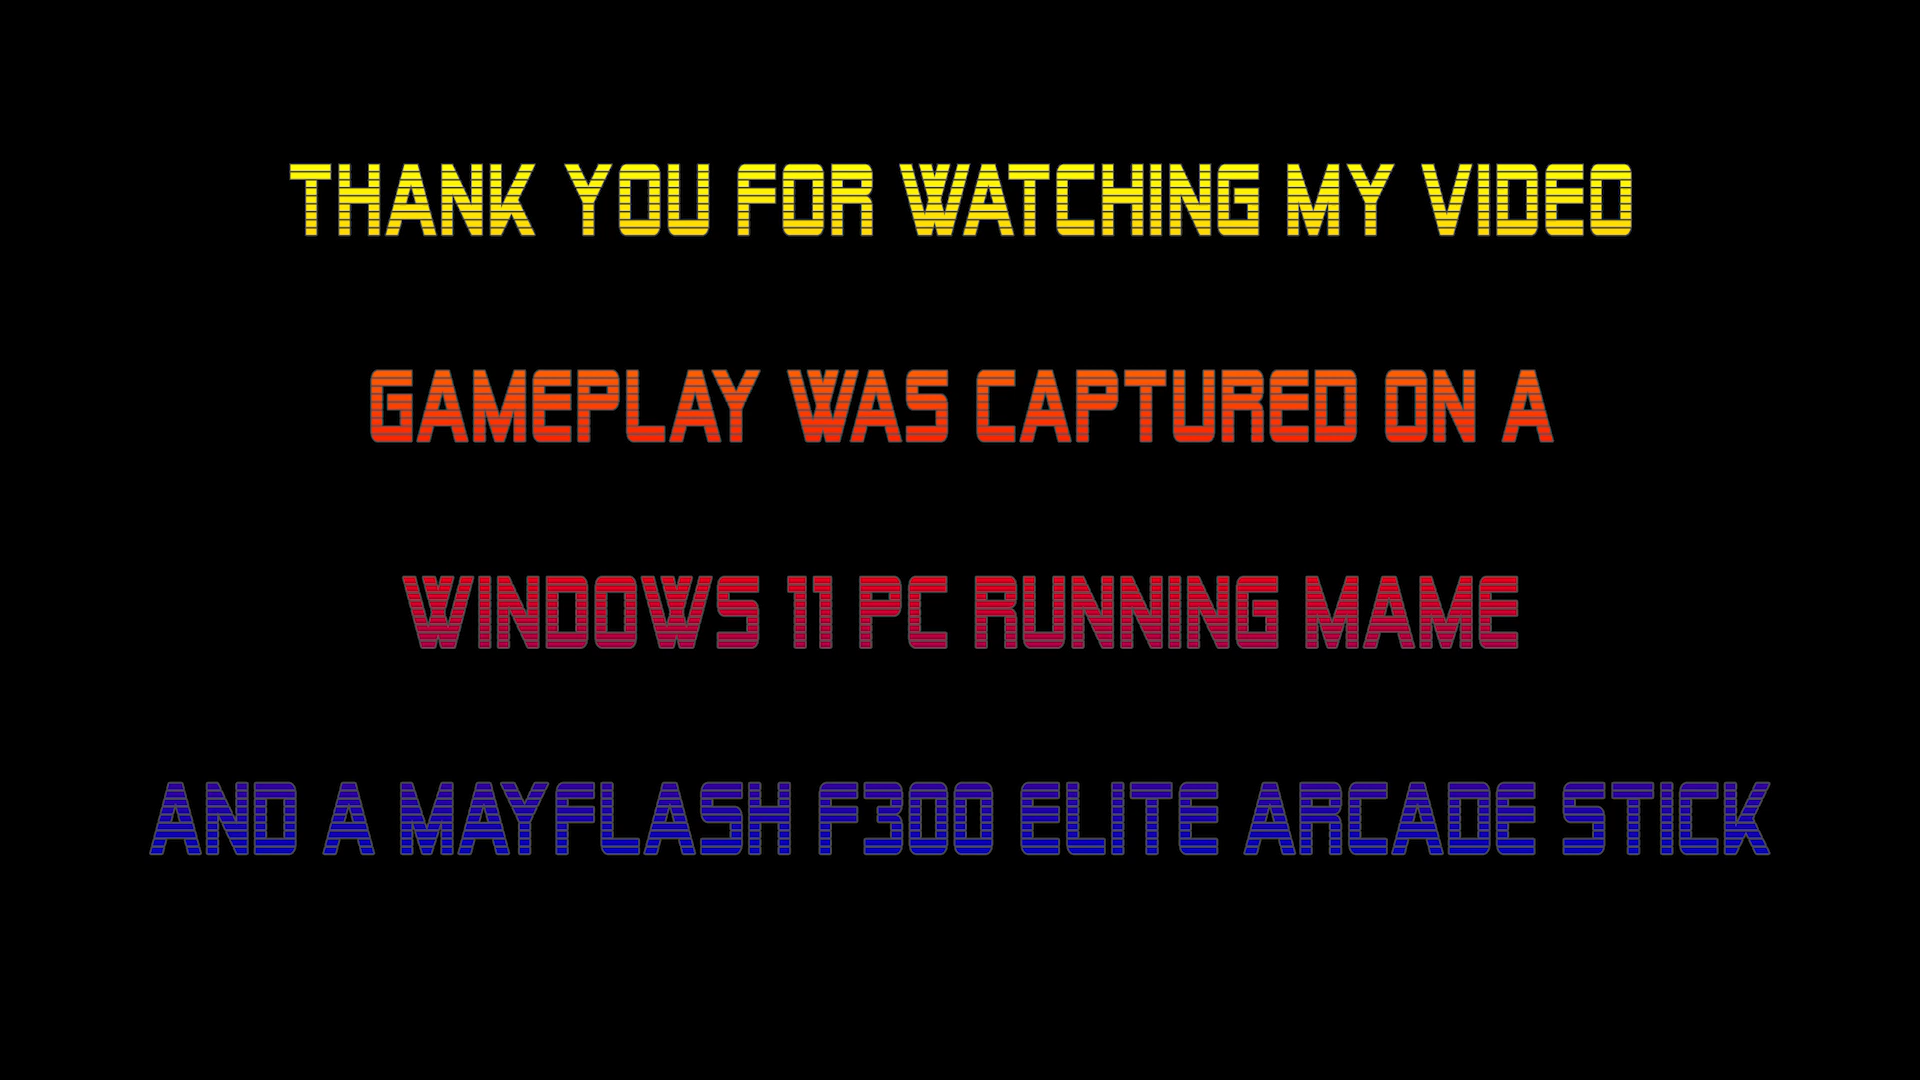 THANK YOU FOR WATCHING MY VIDEO
GAMEPLAY WAS CAPTURED ON A
WINDOWS 11 PC RUNNING MAME
AND A MAYFLASH F300 ELITE ARCADE STICK